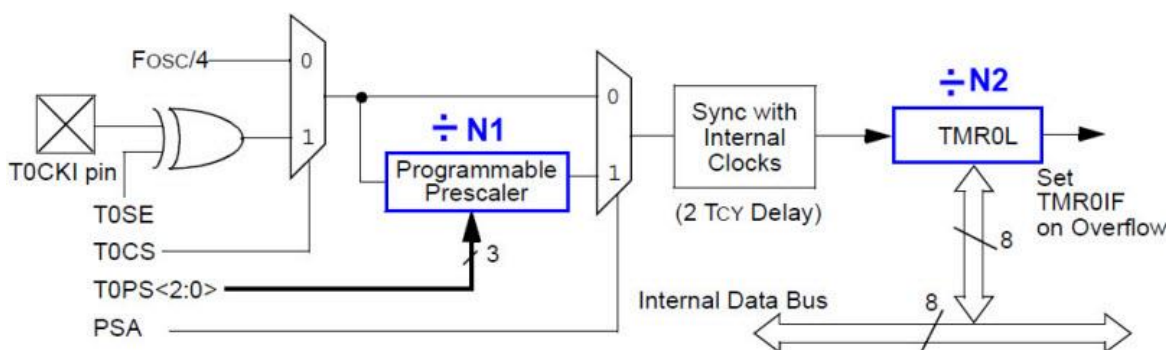 FOSC/4
0
1
T0CKI pin
T0SE
T0CS
T0PS<2:0>
PSA
÷ N1
Programmable
Prescaler
3
0
1
Sync with
Internal
Clocks
(2 TCY Delay)
÷ N2
TMR0L
Set
TMR0IF
on Overflow
8
Internal Data Bus
8